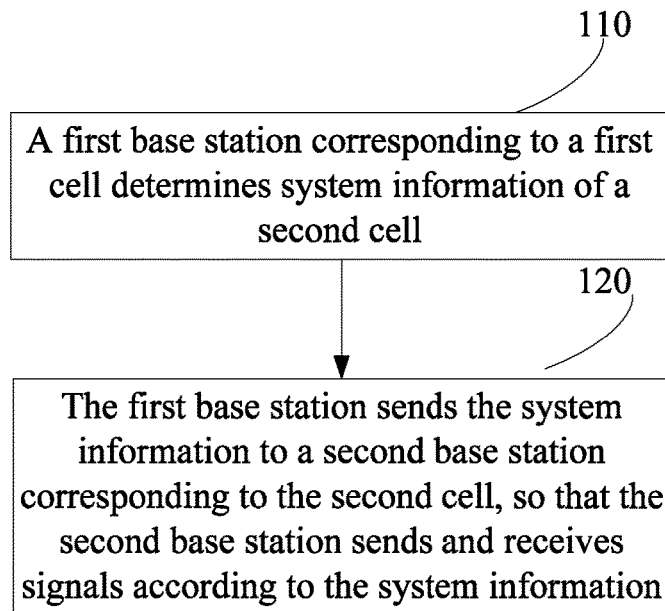 110
A first base station corresponding to a first
cell determines system information of a
second cell
120
The first base station sends the system
information to a second base station
corresponding to the second cell, so that the
second base station sends and receives
signals according to the system information